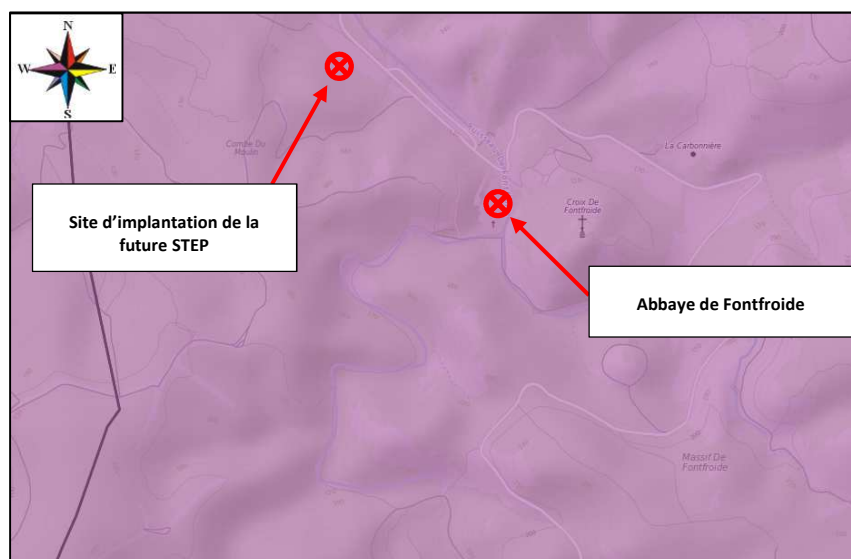 N
W E
S
Combe Du
Moulin
La Carbonnière
Croix De
Fontfroide
Site d'implantation de la
future STEP
Abbaye de Fontfroide
Massif De
Fontfroide